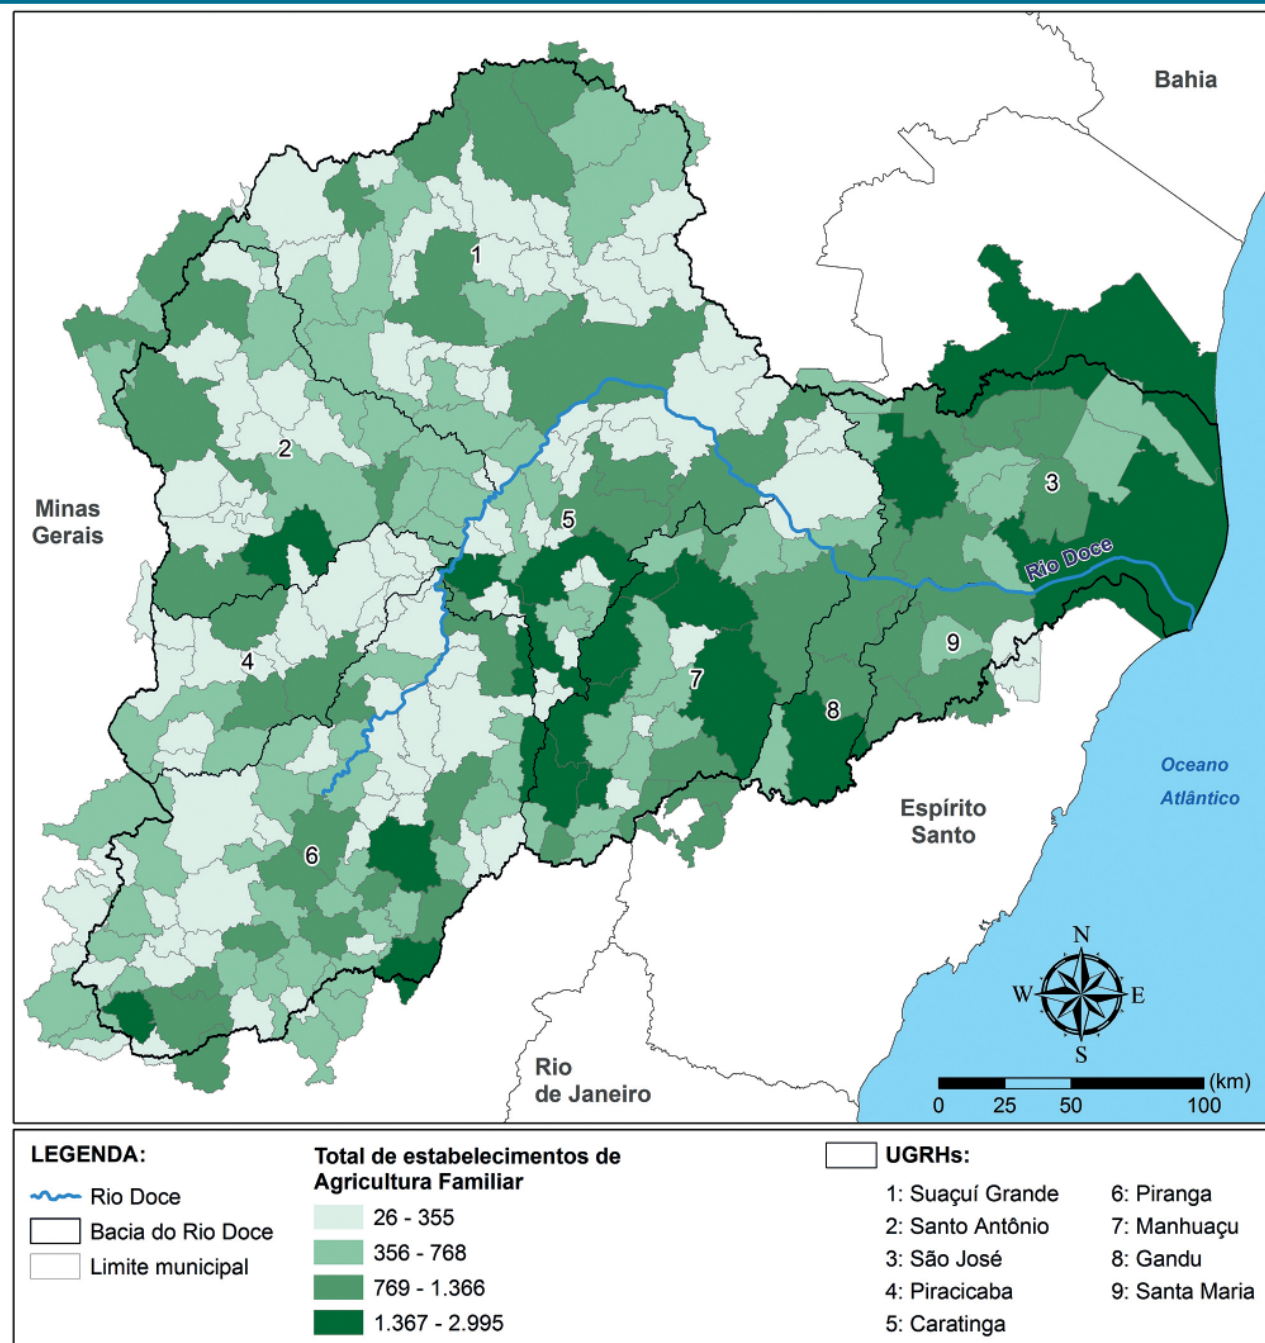 Bahia
1
2
Minas
Gerais
3
5
Rio Doce
4
9
7
8
Oceano
Atlântico
Espírito
Santo
6
N
W
E
S
Rio
de Janeiro
(km)
0 25 50 100
LEGENDA:
Rio Doce
Bacia do Rio Doce
Limite municipal
Total de estabelecimentos de
Agricultura Familiar
26 - 355
356 - 768
769 - 1.366
1.367 - 2.995
UGRHs:
1: Suaçuí Grande
2: Santo Antônio
3: São José
4: Piracicaba
5: Caratinga
6: Piranga
7: Manhuaçu
8: Gandu
9: Santa Maria